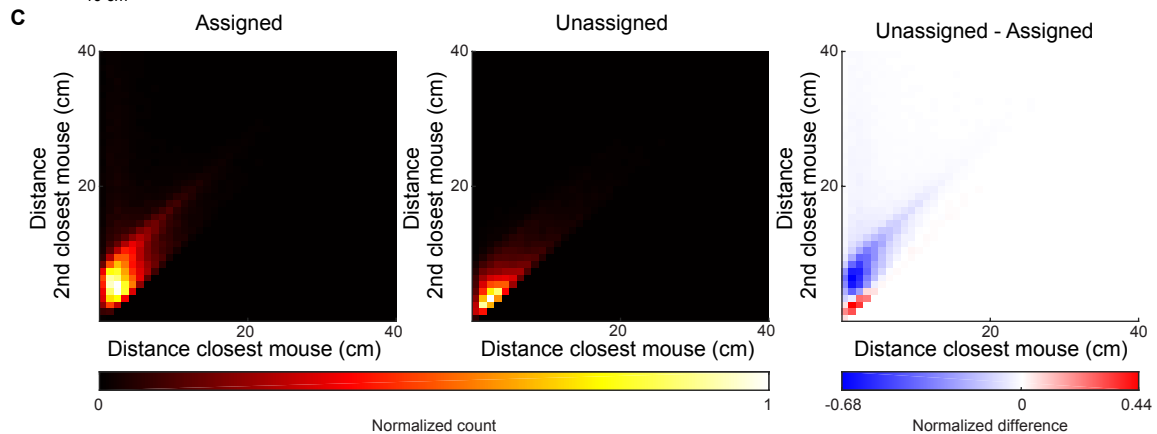 C
Assigned
Unassigned
Unassigned - Assigned
Distance
2nd closest mouse (cm)
40
20
20
40
Distance closest mouse (cm)
Distance
2nd closest mouse (cm)
40
20
20
40
Distance closest mouse (cm)
Distance
2nd closest mouse (cm)
40
20
20
40
Distance closest mouse (cm)
0
1
Normalized count
-0.68
0
0.44
Normalized difference